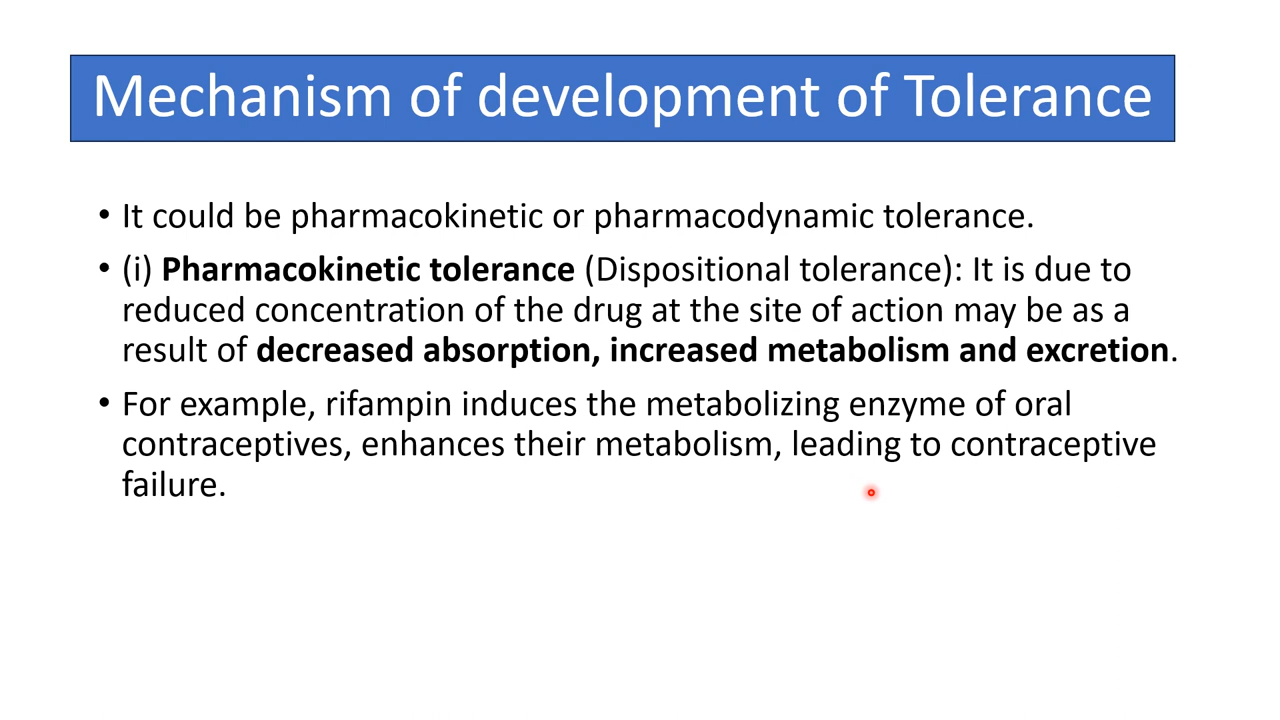 Mechanism of development of Tolerance
• It could be pharmacokinetic or pharmacodynamic tolerance.
• (i) Pharmacokinetic tolerance (Dispositional tolerance): It is due to
reduced concentration of the drug at the site of action may be as a
result of decreased absorption, increased metabolism and excretion.
• For example, rifampin induces the metabolizing enzyme of oral
contraceptives, enhances their metabolism, leading to contraceptive
failure.